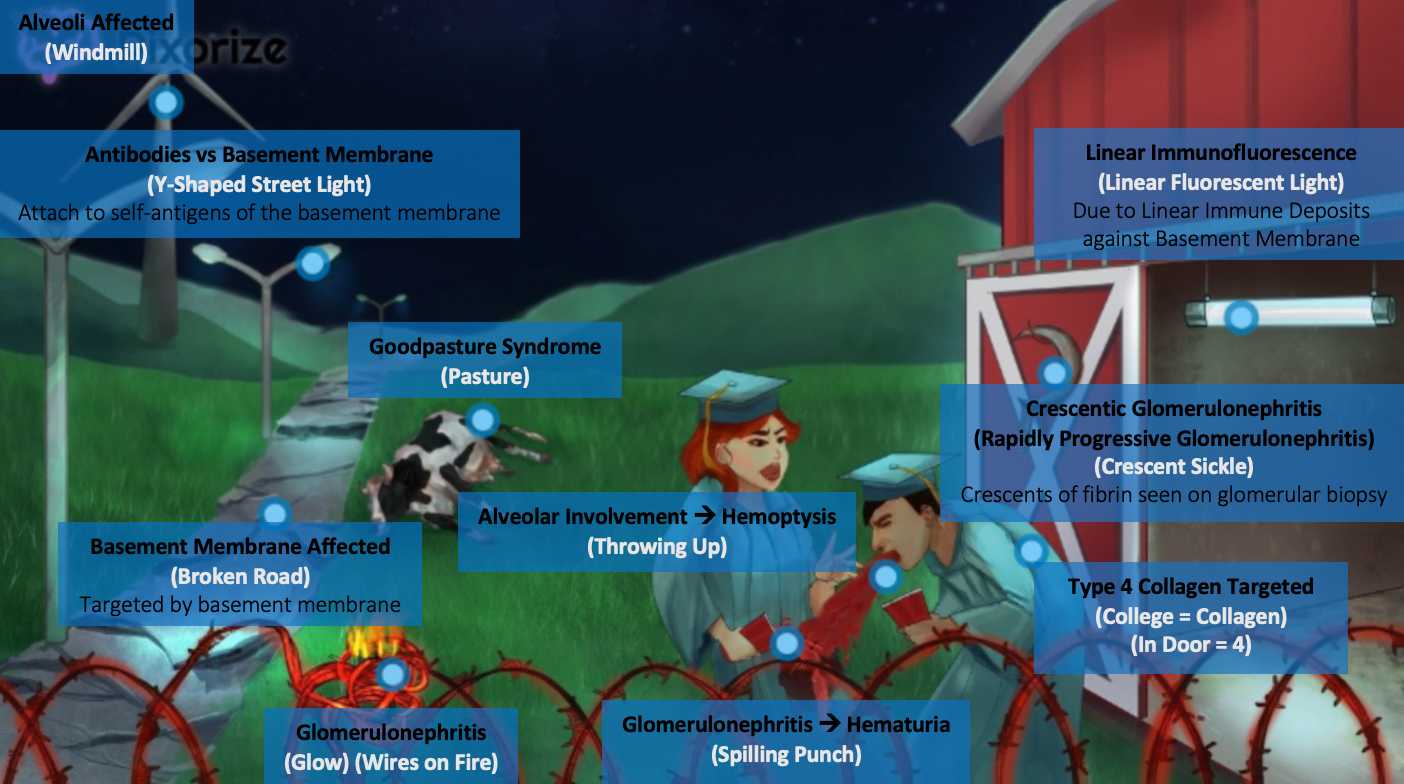 Alveoli Affected
(Windmill)
Pixorize
Antibodies vs Basement Membrane
(Y-Shaped Street Light)
Attach to self-antigens of the basement membrane
Linear Immunofluorescence
(Linear Fluorescent Light)
Due to Linear Immune Deposits
against Basement Membrane
Goodpasture Syndrome
(Pasture)
Crescentic Glomerulonephritis
(Rapidly Progressive Glomerulonephritis)
(Crescent Sickle)
Crescents of fibrin seen on glomerular biopsy
Alveolar Involvement → Hemoptysis
(Throwing Up)
Basement Membrane Affected
(Broken Road)
Targeted by basement membrane
Type 4 Collagen Targeted
(College = Collagen)
(In Door = 4)
Glomerulonephritis
(Glow) (Wires on Fire)
Glomerulonephritis → Hematuria
(Spilling Punch)